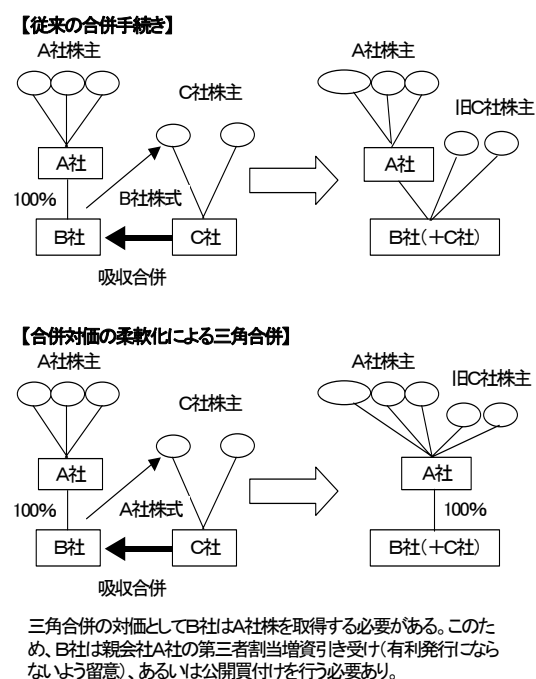 【従来の合併手続き】
A社株主
A社株主
C社株主
旧C社株主
A社
A社
100%
B社株式
B社
C社
B社(+C社)
吸収合併
【合併対価の柔軟化による三角合併】
A社株主
A社株主
旧C社株主
C社株主
A社
A社
100%
A社株式
100%
B社
C社
B社(+C社)
吸収合併
三角合併の対価としてB社はA社株を取得する必要がある。このた
め、B社は親会社A社の第三者割当増資引き受け(有利発行になら
ないよう留意)、あるいは公開買付けを行う必要あり。